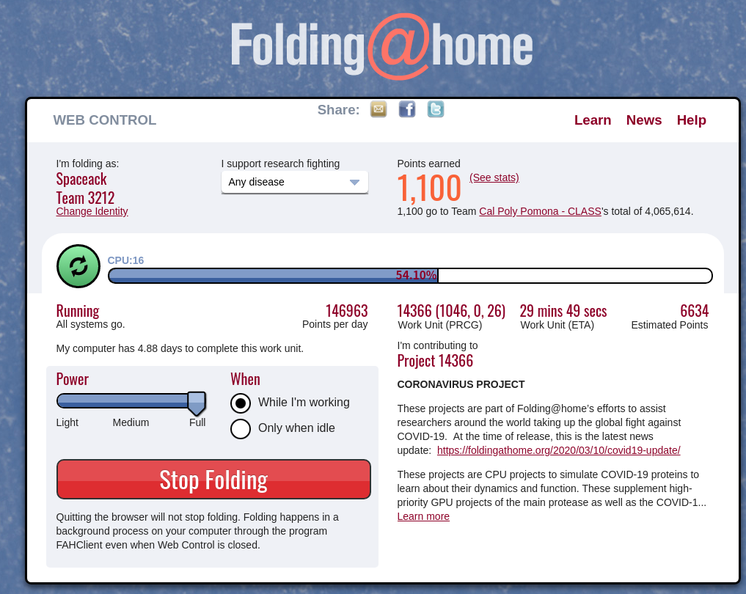 Folding@home
Share:
WEB CONTROL
Learn News Help
I'm folding as:
Spaceack
Team 3212
Change Identity
I support research fighting
Any disease
Points earned
1,100 (See stats)
1,100 go to Team Cal Poly Pomona - CLASS's total of 4,065,614.
CPU:16
54.10%
Running
All systems go.
146963
Points per day
My computer has 4.88 days to complete this work unit.
Power
Light Medium Full
When
While I'm working
Only when idle
Stop Folding
Quitting the browser will not stop folding. Folding happens in a
background process on your computer through the program
FAHClient even when Web Control is closed.
14366 (1046, 0, 26)
Work Unit (PRCG)
29 mins 49 secs
Work Unit (ETA)
6634
Estimated Points
I'm contributing to
Project 14366
CORONAVIRUS PROJECT
These projects are part of Folding@home's efforts to assist
researchers around the world taking up the global fight against
COVID-19. At the time of release, this is the latest news
update: https://foldingathome.org/2020/03/10/covid19-update/
These projects are CPU projects to simulate COVID-19 proteins to
learn about their dynamics and function. These supplement high-
priority GPU projects of the main protease as well as the COVID-1...
Learn more